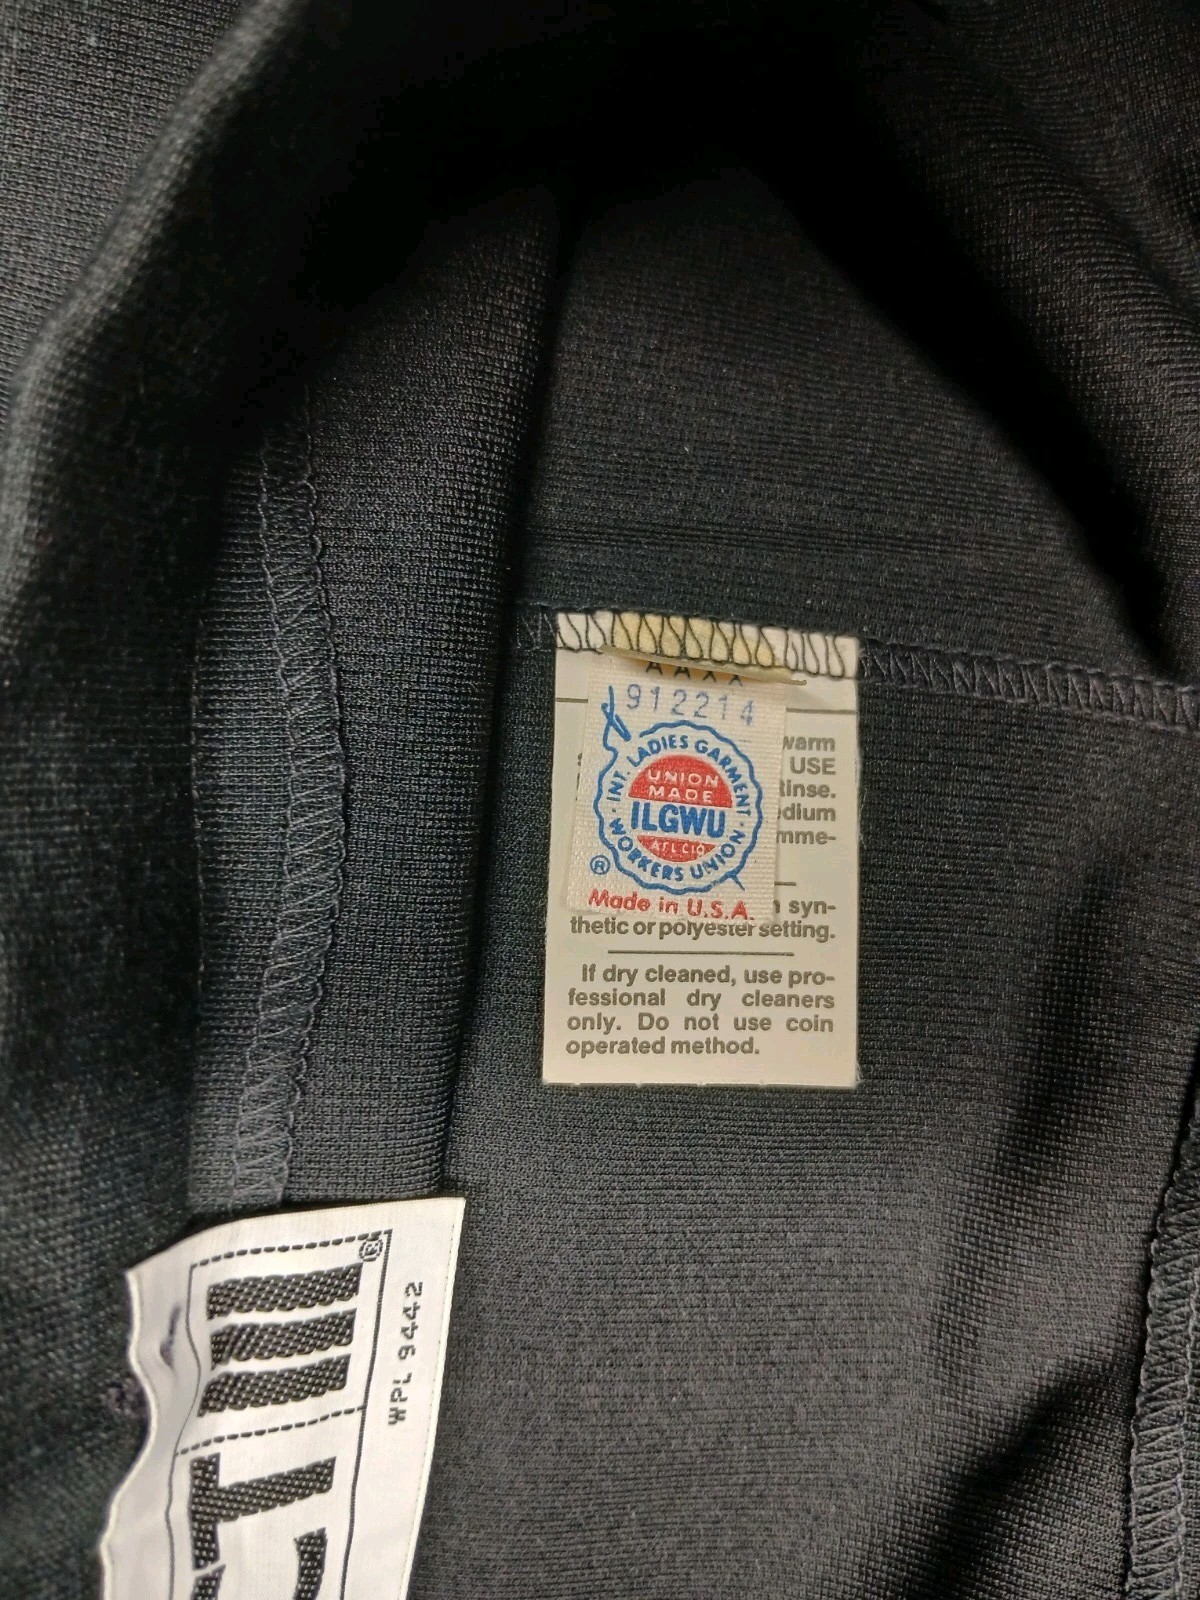 AAXX
912214
INT. LADIES GARMENT WORKERS UNION
UNION
MADE
ILGWU
AFL CIO
®
Made in U.S.A.
warm
USE
Rinse.
syn-
thetic or polyester setting.
If dry cleaned, use pro-
fessional dry cleaners
only. Do not use coin
operated method.
®
WPL 9442